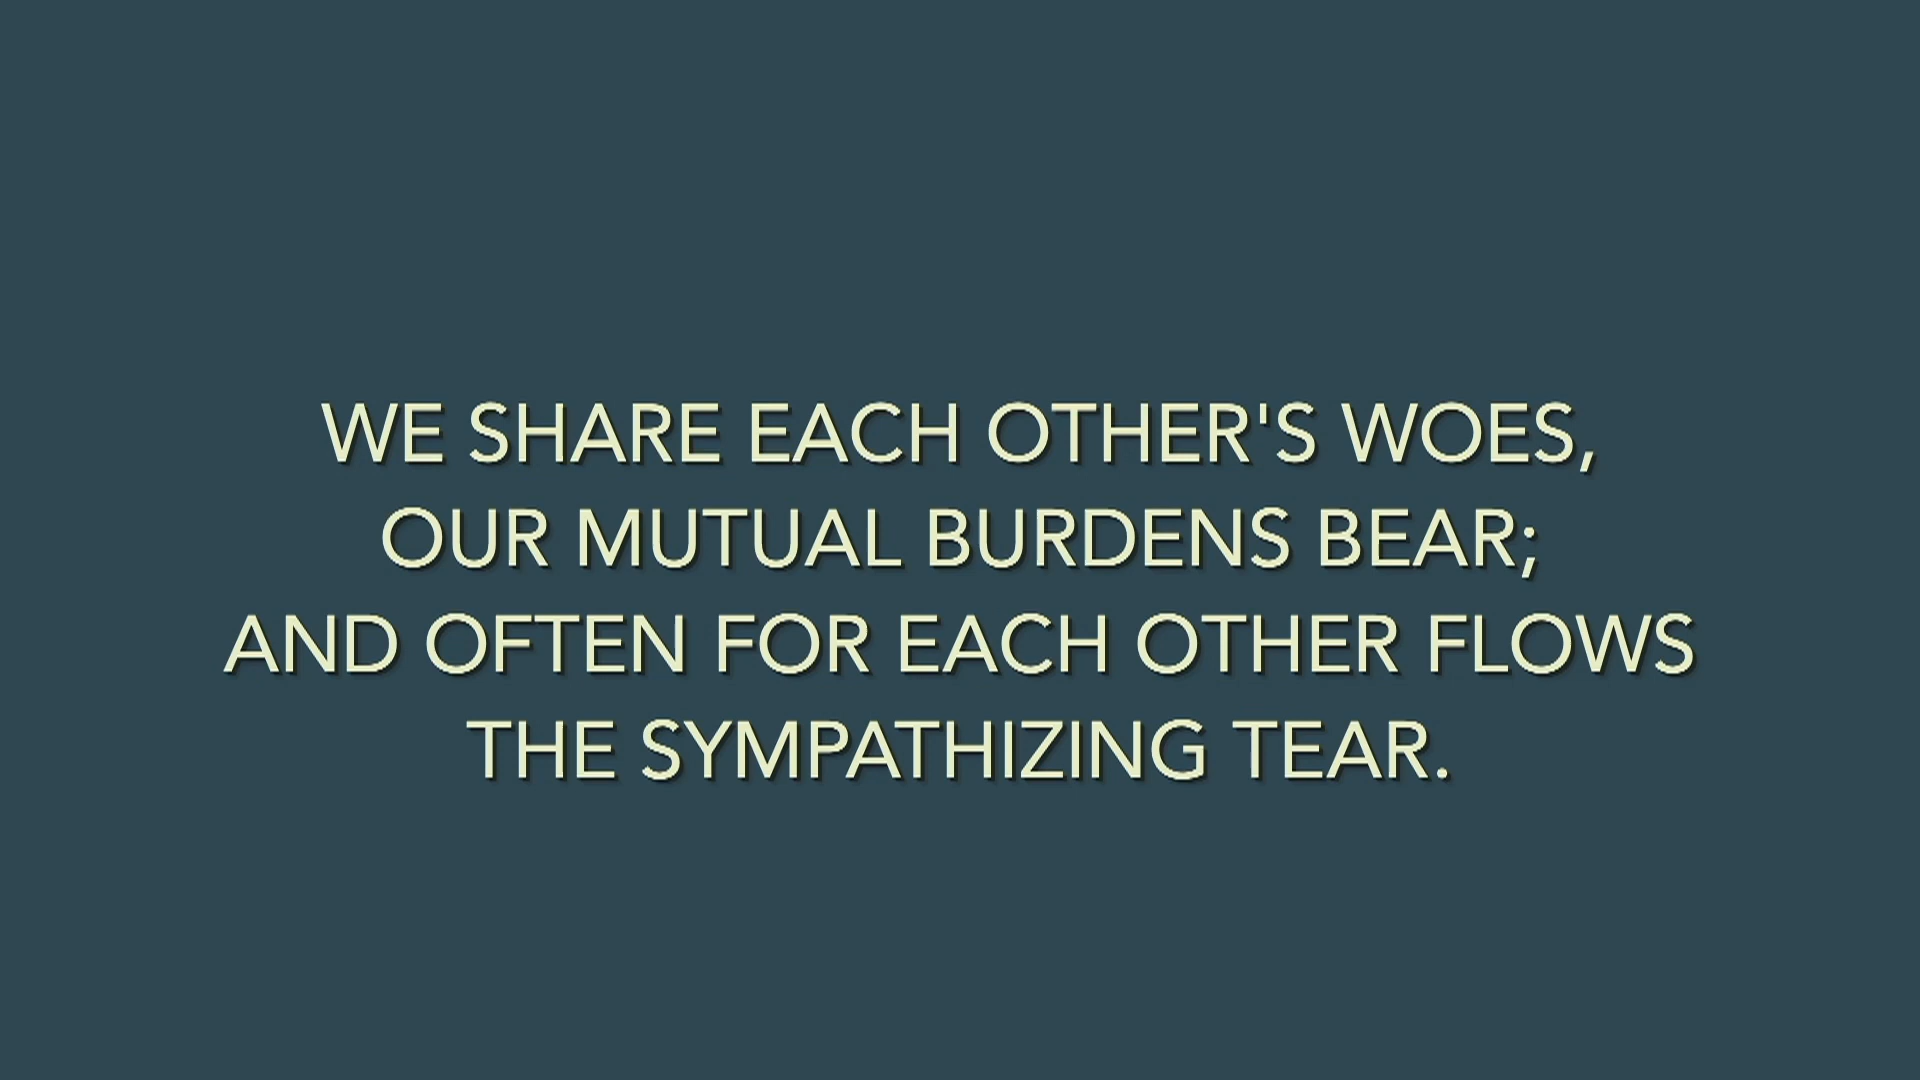 WE SHARE EACH OTHER'S WOES,
OUR MUTUAL BURDENS BEAR;
AND OFTEN FOR EACH OTHER FLOWS
THE SYMPATHIZING TEAR.